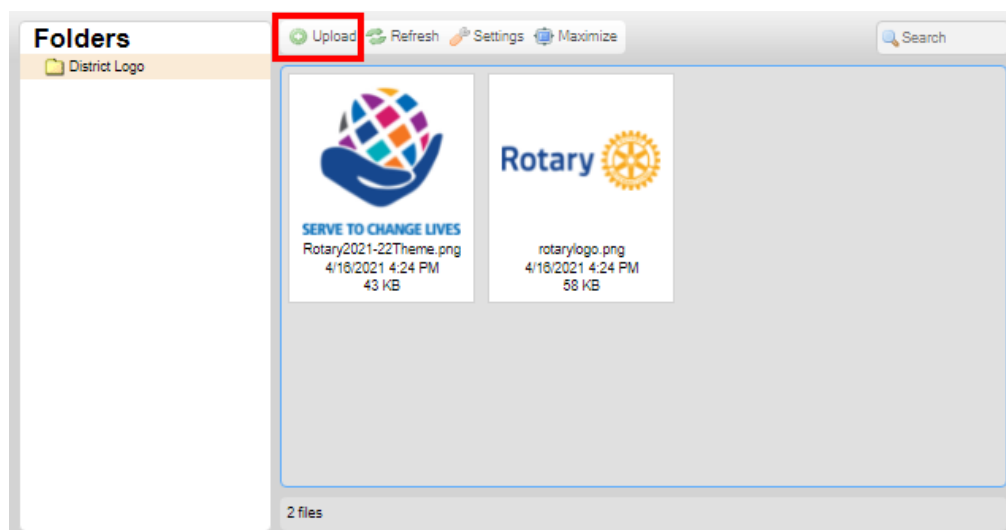 Folders
District Logo
Upload Refresh Settings Maximize
Search
SERVE TO CHANGE LIVES
Rotary2021-22Theme.png
4/16/2021 4:24 PM
43 KB
Rotary
rotarylogo.png
4/16/2021 4:24 PM
58 KB
2 files